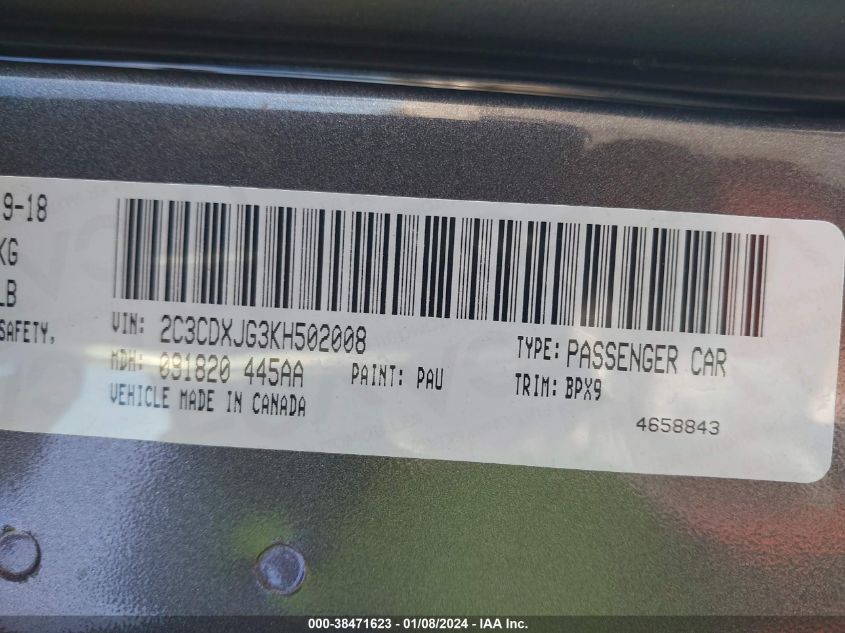 9-18
KG
LB
SAFETY,
VIN: 2C3CDXJG3KH502008
MDH: 091820 445AA
PAINT: PAU
VEHICLE MADE IN CANADA
TYPE: PASSENGER CAR
TRIM: BPX9
4658843
000-38471623 - 01/08/2024 - IAA Inc.